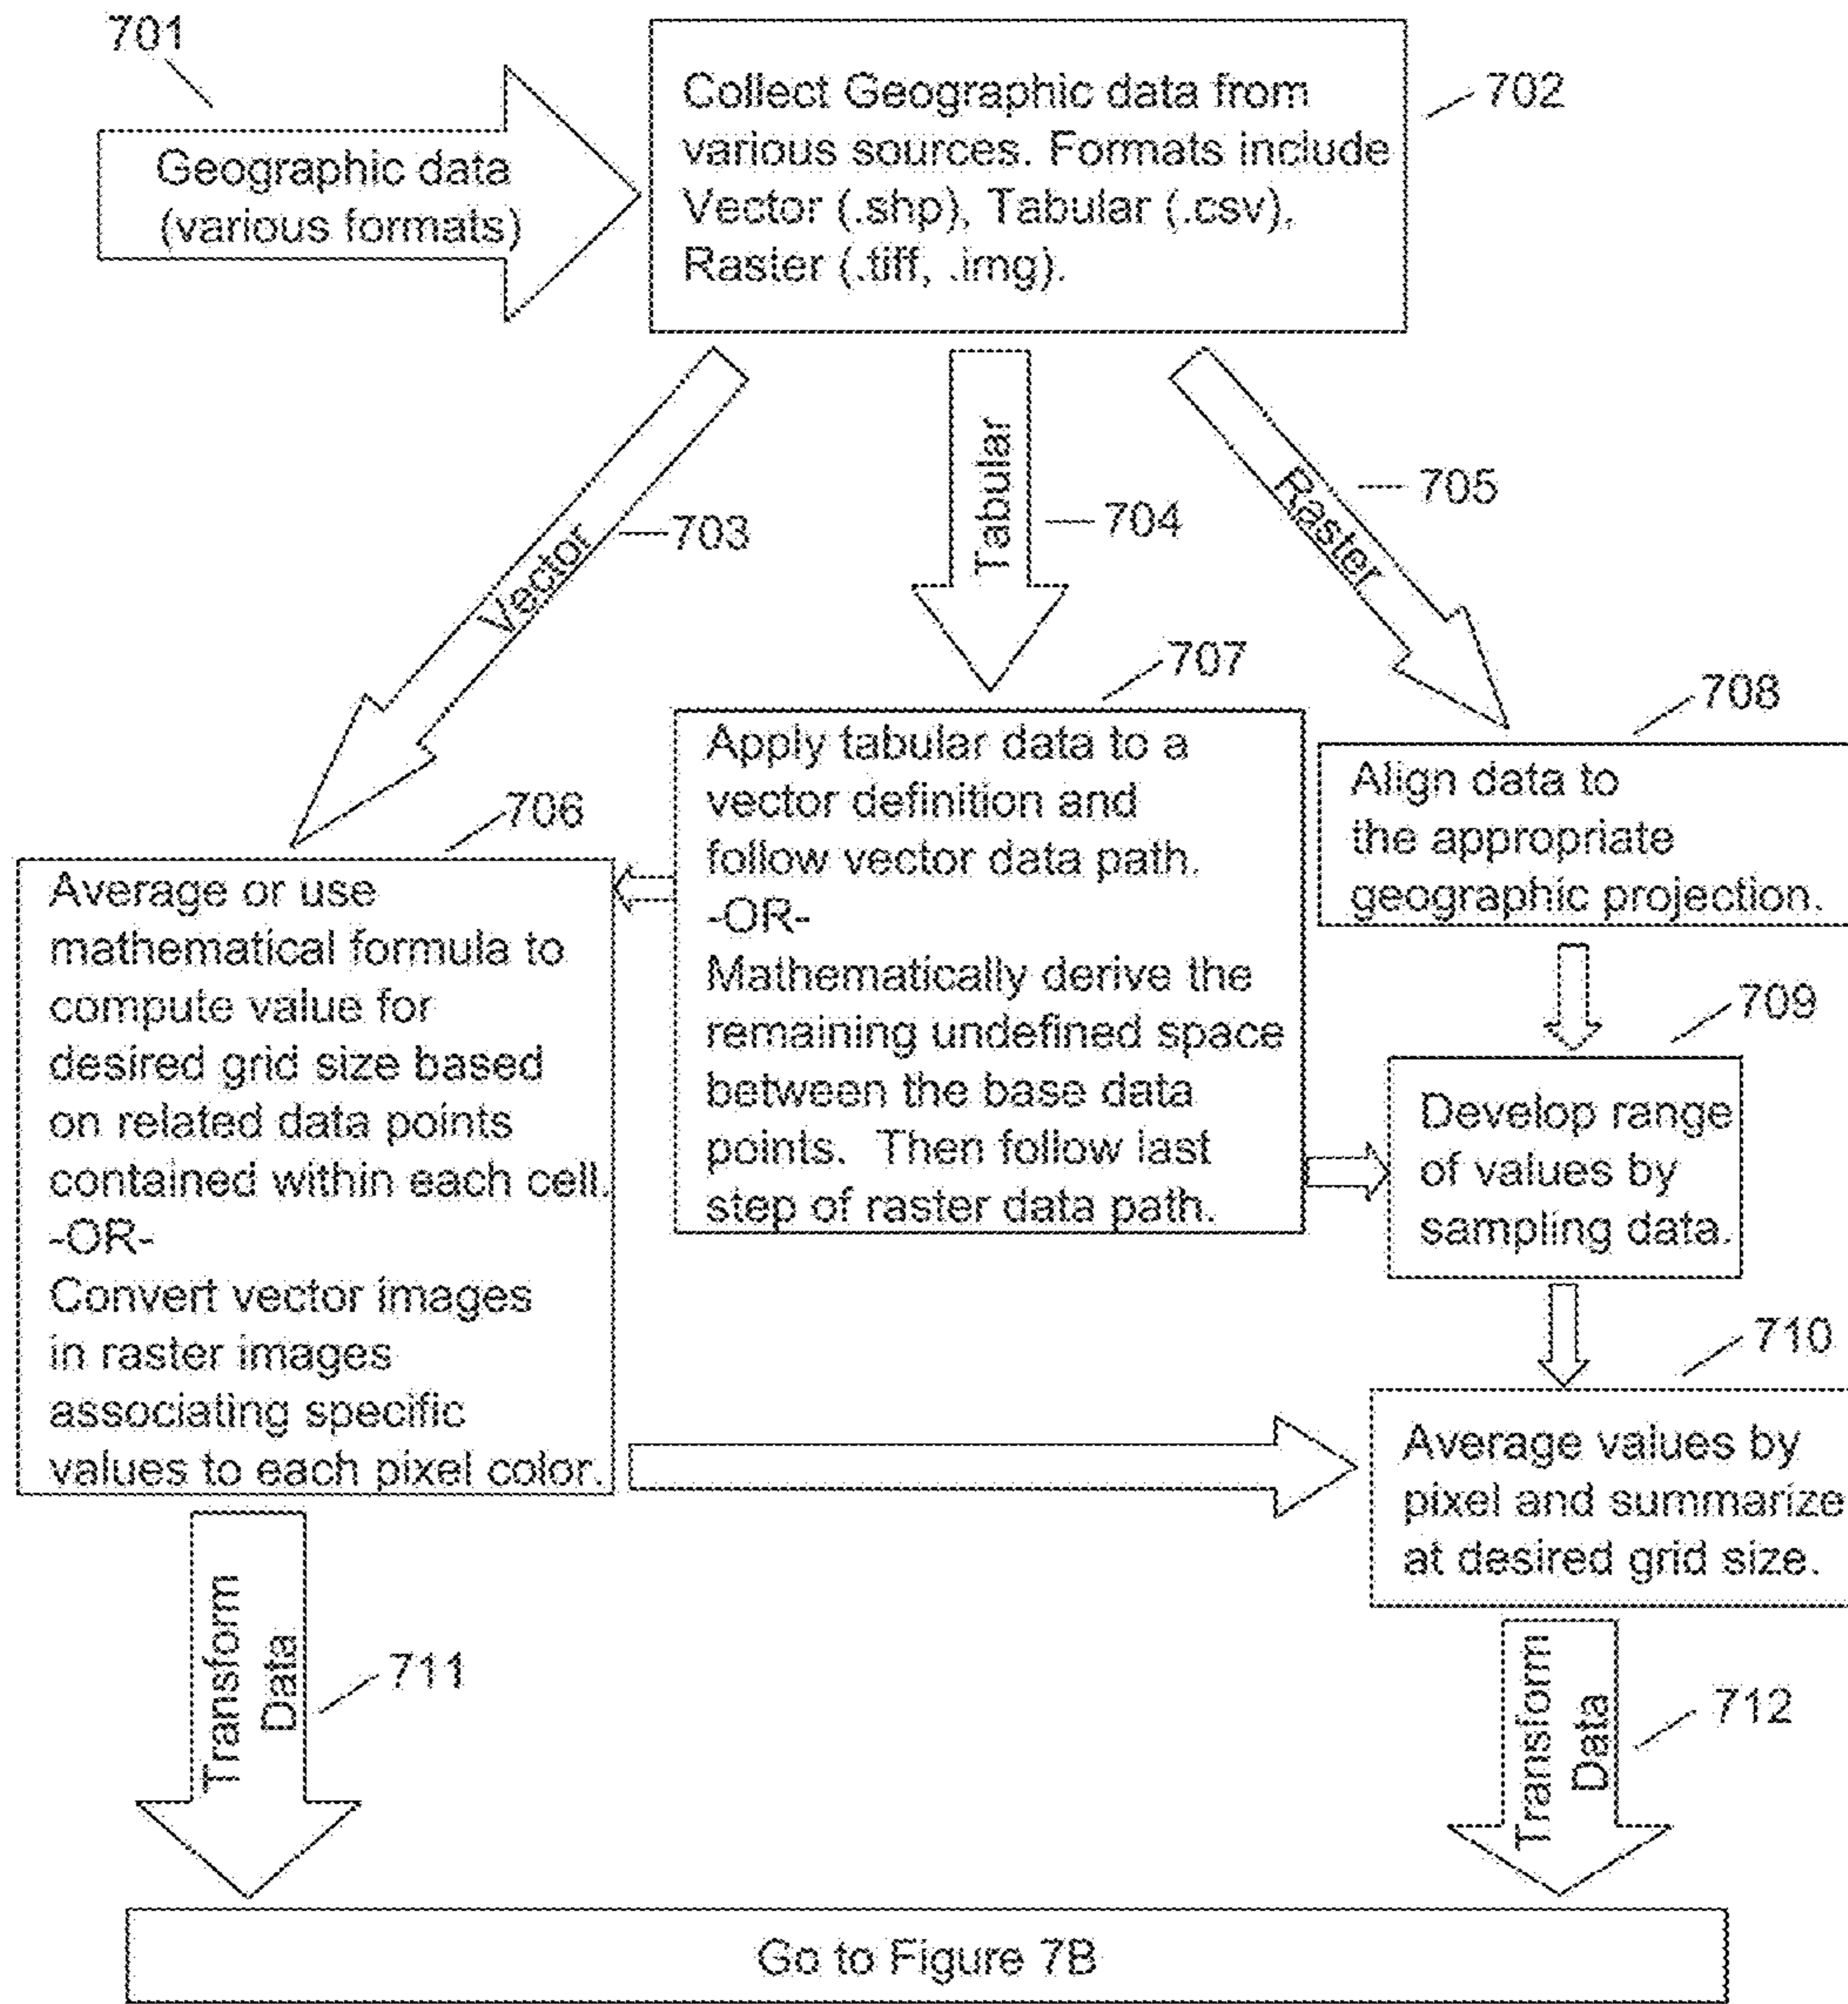 701
Geographic data
(various formats)
Collect Geographic data from
various sources. Formats include
Vector (.shp), Tabular (.csv),
Raster (.tiff, .img).
702
Vector
703
Tabular
704
Raster
705
706
Average or use
mathematical formula to
compute value for
desired grid size based
on related data points
contained within each cell.
-OR-
Convert vector images
in raster images
associating specific
values to each pixel color.
707
Apply tabular data to a
vector definition and
follow vector data path.
-OR-
Mathematically derive the
remaining undefined space
between the base data
points. Then follow last
step of raster data path.
708
Align data to
the appropriate
geographic projection.
709
Develop range
of values by
sampling data.
710
Average values by
pixel and summarize
at desired grid size.
Transform
Data
711
Transform
Data
712
Go to Figure 7B